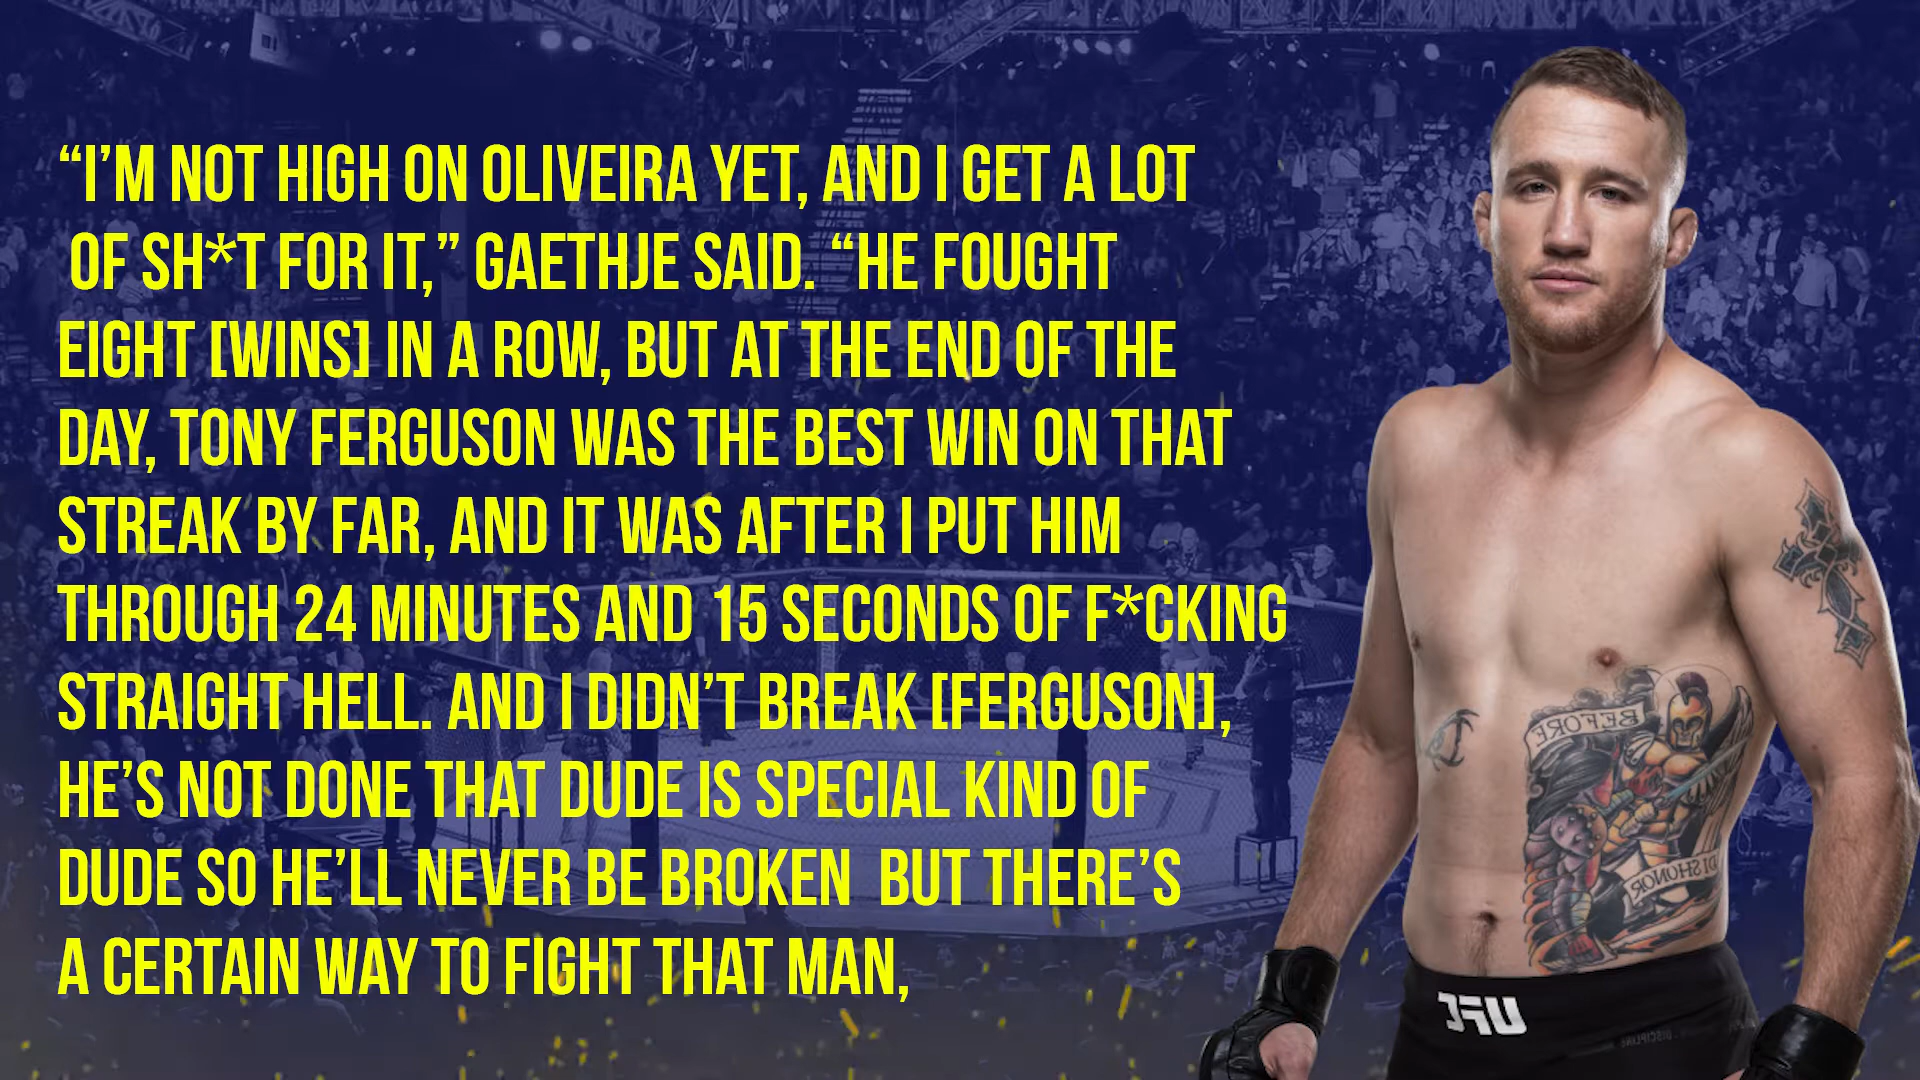 “I’M NOT HIGH ON OLIVEIRA YET, AND I GET A LOT
OF SH*T FOR IT,” GAETHJE SAID. “HE FOUGHT
EIGHT [WINS] IN A ROW, BUT AT THE END OF THE
DAY, TONY FERGUSON WAS THE BEST WIN ON THAT
STREAK BY FAR, AND IT WAS AFTER I PUT HIM
THROUGH 24 MINUTES AND 15 SECONDS OF F*CKING
STRAIGHT HELL. AND I DIDN’T BREAK [FERGUSON],
HE’S NOT DONE THAT DUDE IS SPECIAL KIND OF
DUDE SO HE’LL NEVER BE BROKEN  BUT THERE’S
A CERTAIN WAY TO FIGHT THAT MAN,
BEFORE
DISHONOR
UFC
DISCIPLINE